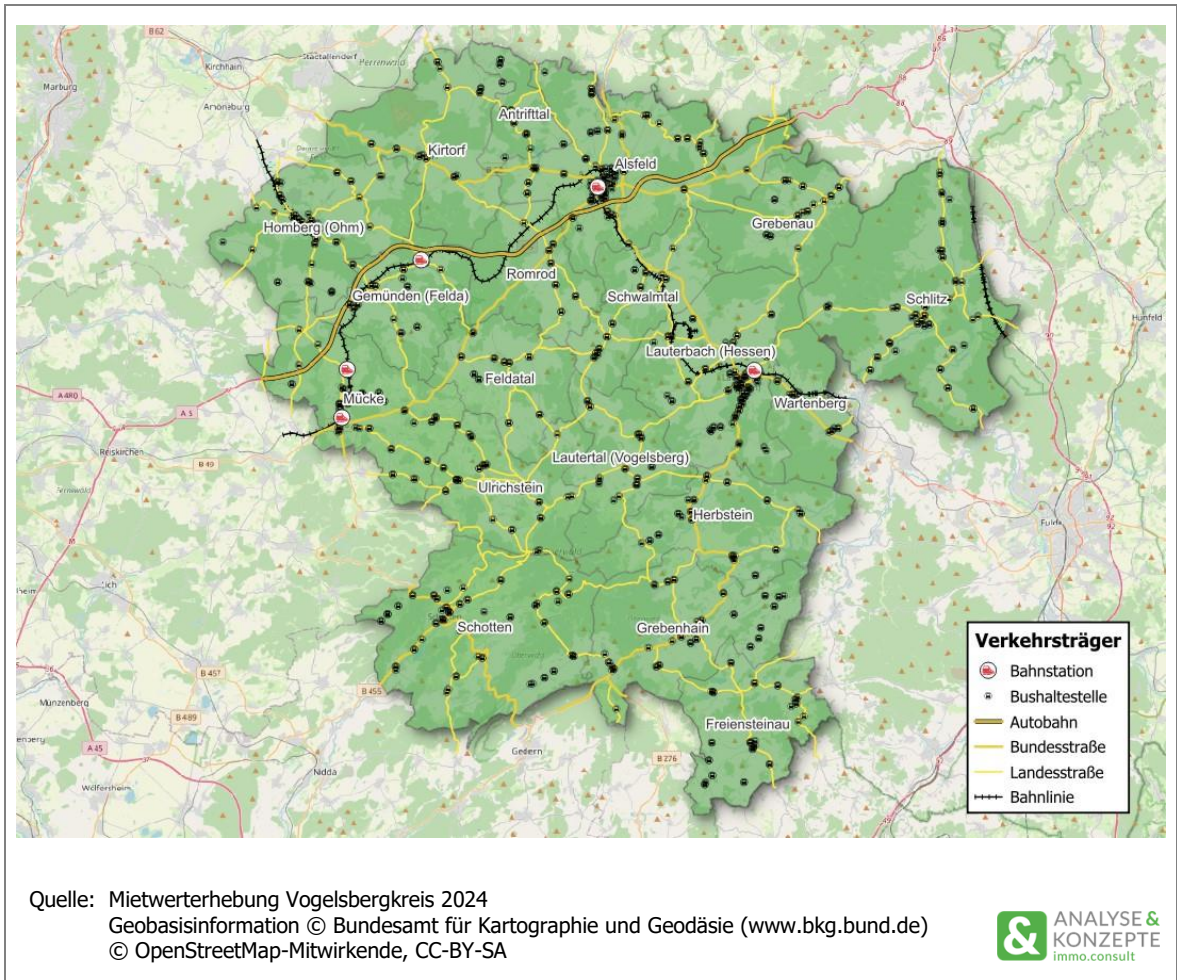 B 62
Kirchhain
Stadtallendorf
Herrenwald
Marburg
Amöneburg
Antrifttal
Kirtorf
Alsfeld
Homberg (Ohm)
Grebenau
Romrod
Gemünden (Felda)
Schwalmtal
Schlitz
Hünfeld
Lauterbach (Hessen)
Feldatal
Mücke
Wartenberg
A 480
A 5
Reiskirchen
B 49
Lautertal (Vogelsberg)
Ulrichstein
Herbstein
Fulda
Lich
Schotten
Grebenhain
B 457
B 455
Münzenberg
B 489
A 45
Freiensteinau
Gedern
B 276
Nidda
Wölfersheim
Verkehrsträger
Bahnstation
Bushaltestelle
Autobahn
Bundesstraße
Landesstraße
Bahnlinie
Quelle: Mietwerterhebung Vogelsbergkreis 2024
Geobasisinformation © Bundesamt für Kartographie und Geodäsie (www.bkg.bund.de)
© OpenStreetMap-Mitwirkende, CC-BY-SA
& ANALYSE &
KONZEPTE
immo.consult